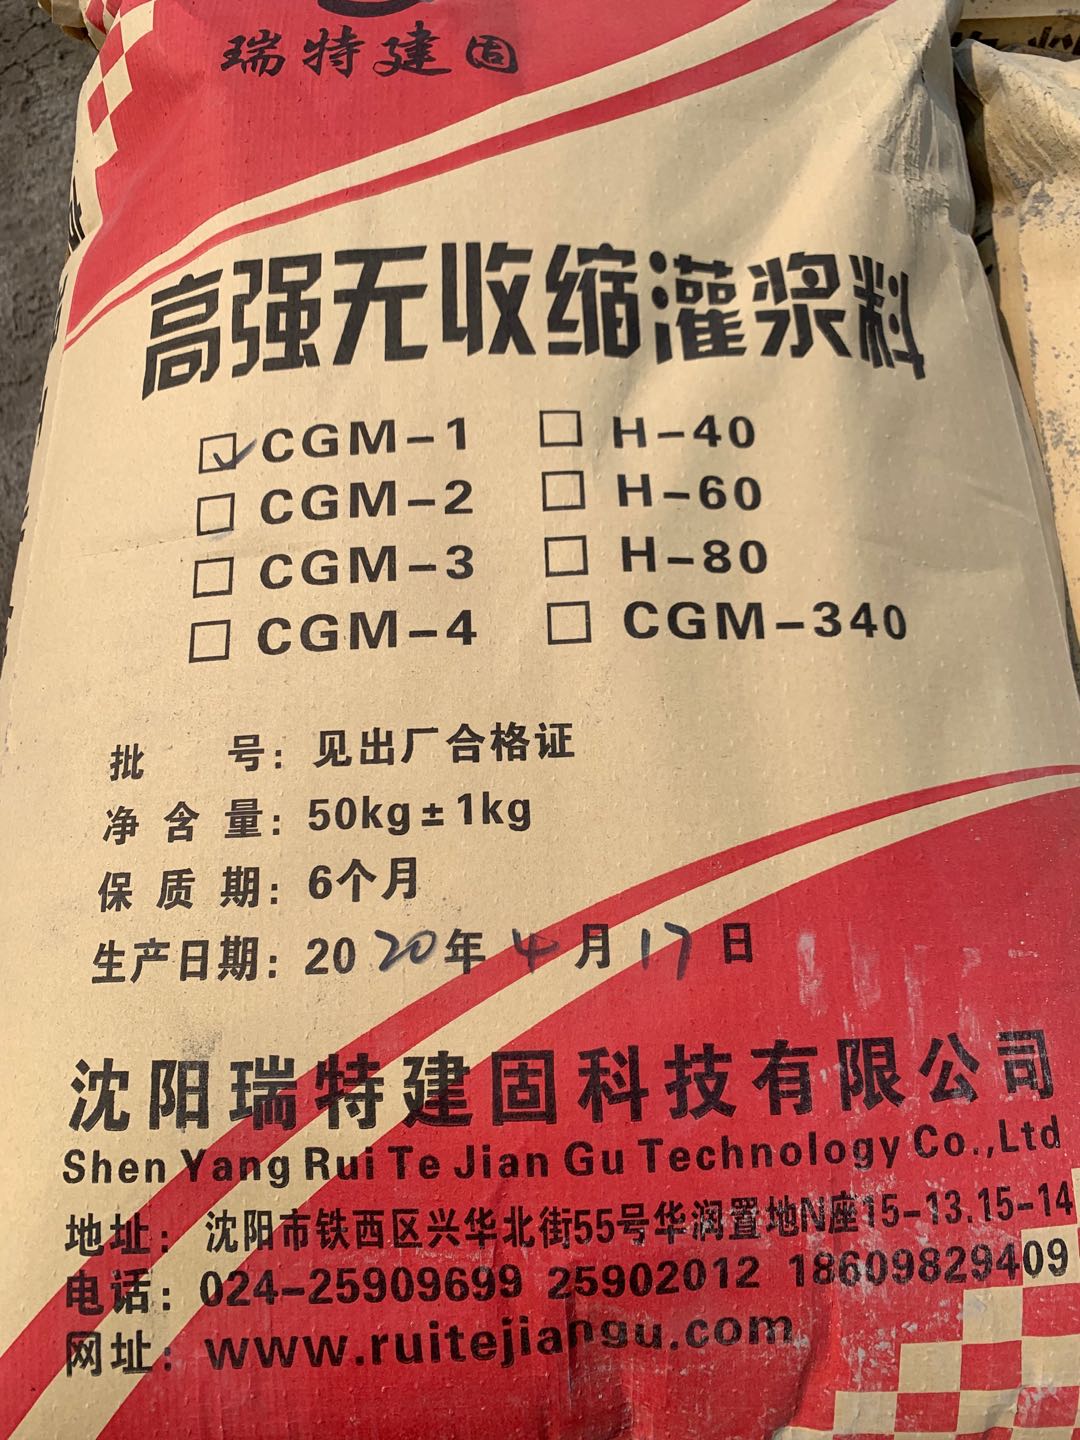 瑞特建固
高强无收缩灌浆料
CGM-1 H-40
CGM-2 H-60
CGM-3 H-80
CGM-4 CGM-340
批号：见出厂合格证
净含量：50kg±1kg
保质期：6个月
生产日期：2020年4月17日
沈阳瑞特建固科技有限公司
Shen Yang Rui Te Jian Gu Technology Co.,Ltd
地址：沈阳市铁西区兴华北街55号华润置地N座15-13.15-14
电话：024-25909699 25902012 18609829409
网址：www.ruitejiangu.com